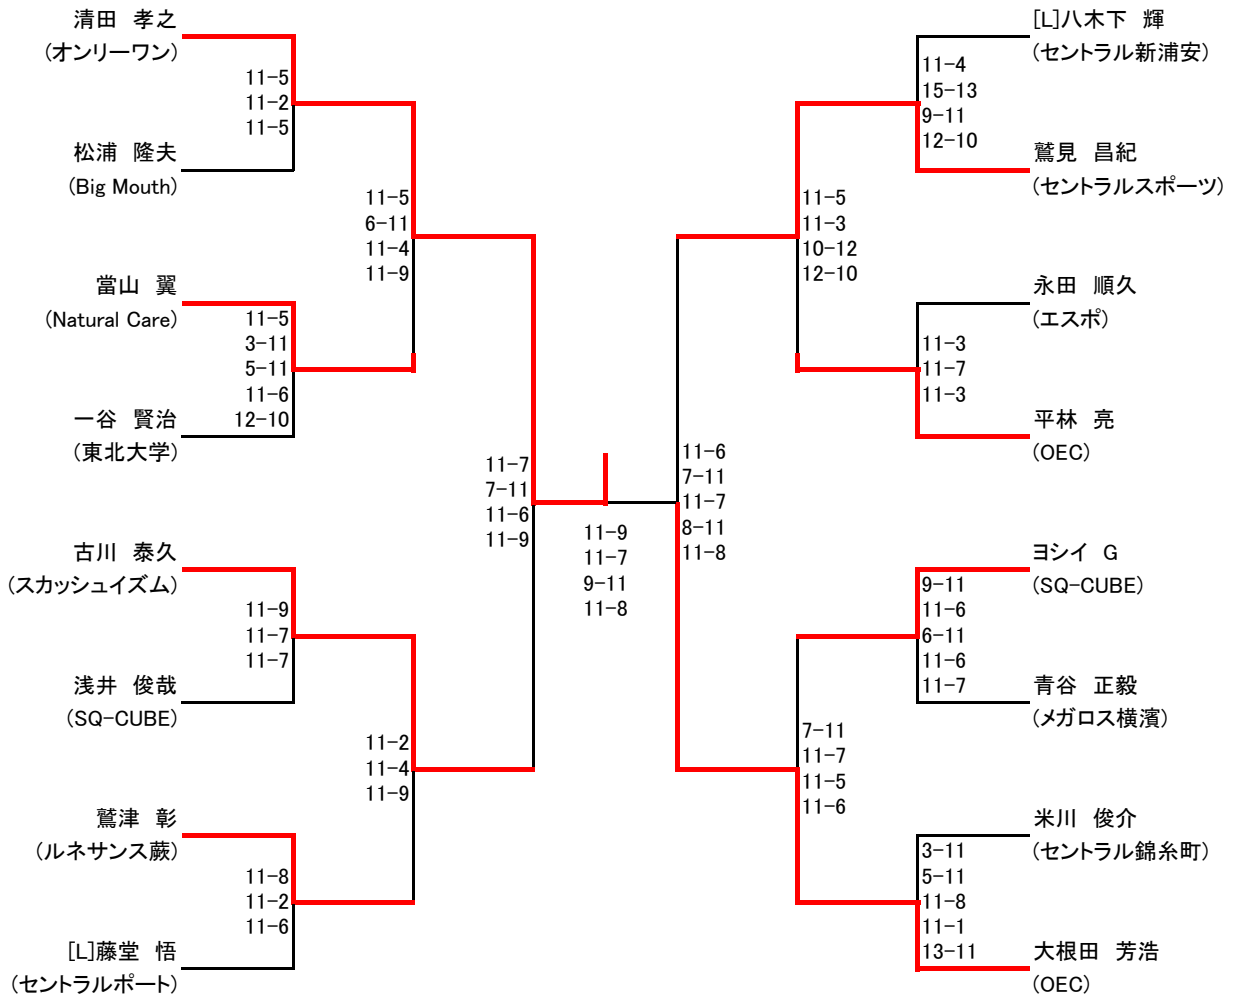 清田 孝之
(オンリーワン)
11-5
11-2
11-5
松浦 隆夫
(Big Mouth)
11-5
6-11
11-4
11-9
當山 翼
(Natural Care)
11-5
3-11
5-11
11-6
12-10
一谷 賢治
(東北大学)
11-7
7-11
11-6
11-9
古川 泰久
(スカッシュイズム)
11-9
11-7
11-7
浅井 俊哉
(SQ-CUBE)
11-2
11-4
11-9
鷲津 彰
(ルネサンス蕨)
11-8
11-2
11-6
[L]藤堂 悟
(セントラルポート)
11-9
11-7
9-11
11-8
[L]八木下 輝
(セントラル新浦安)
11-4
15-13
9-11
12-10
鷲見 昌紀
(セントラルスポーツ)
11-5
11-3
10-12
12-10
永田 順久
(エスポ)
11-3
11-7
11-3
平林 亮
(OEC)
11-6
7-11
11-7
8-11
11-8
ヨシイ G
(SQ-CUBE)
9-11
11-6
6-11
11-6
11-7
青谷 正毅
(メガロス横濱)
7-11
11-7
11-5
11-6
米川 俊介
(セントラル錦糸町)
3-11
5-11
11-8
11-1
13-11
大根田 芳浩
(OEC)